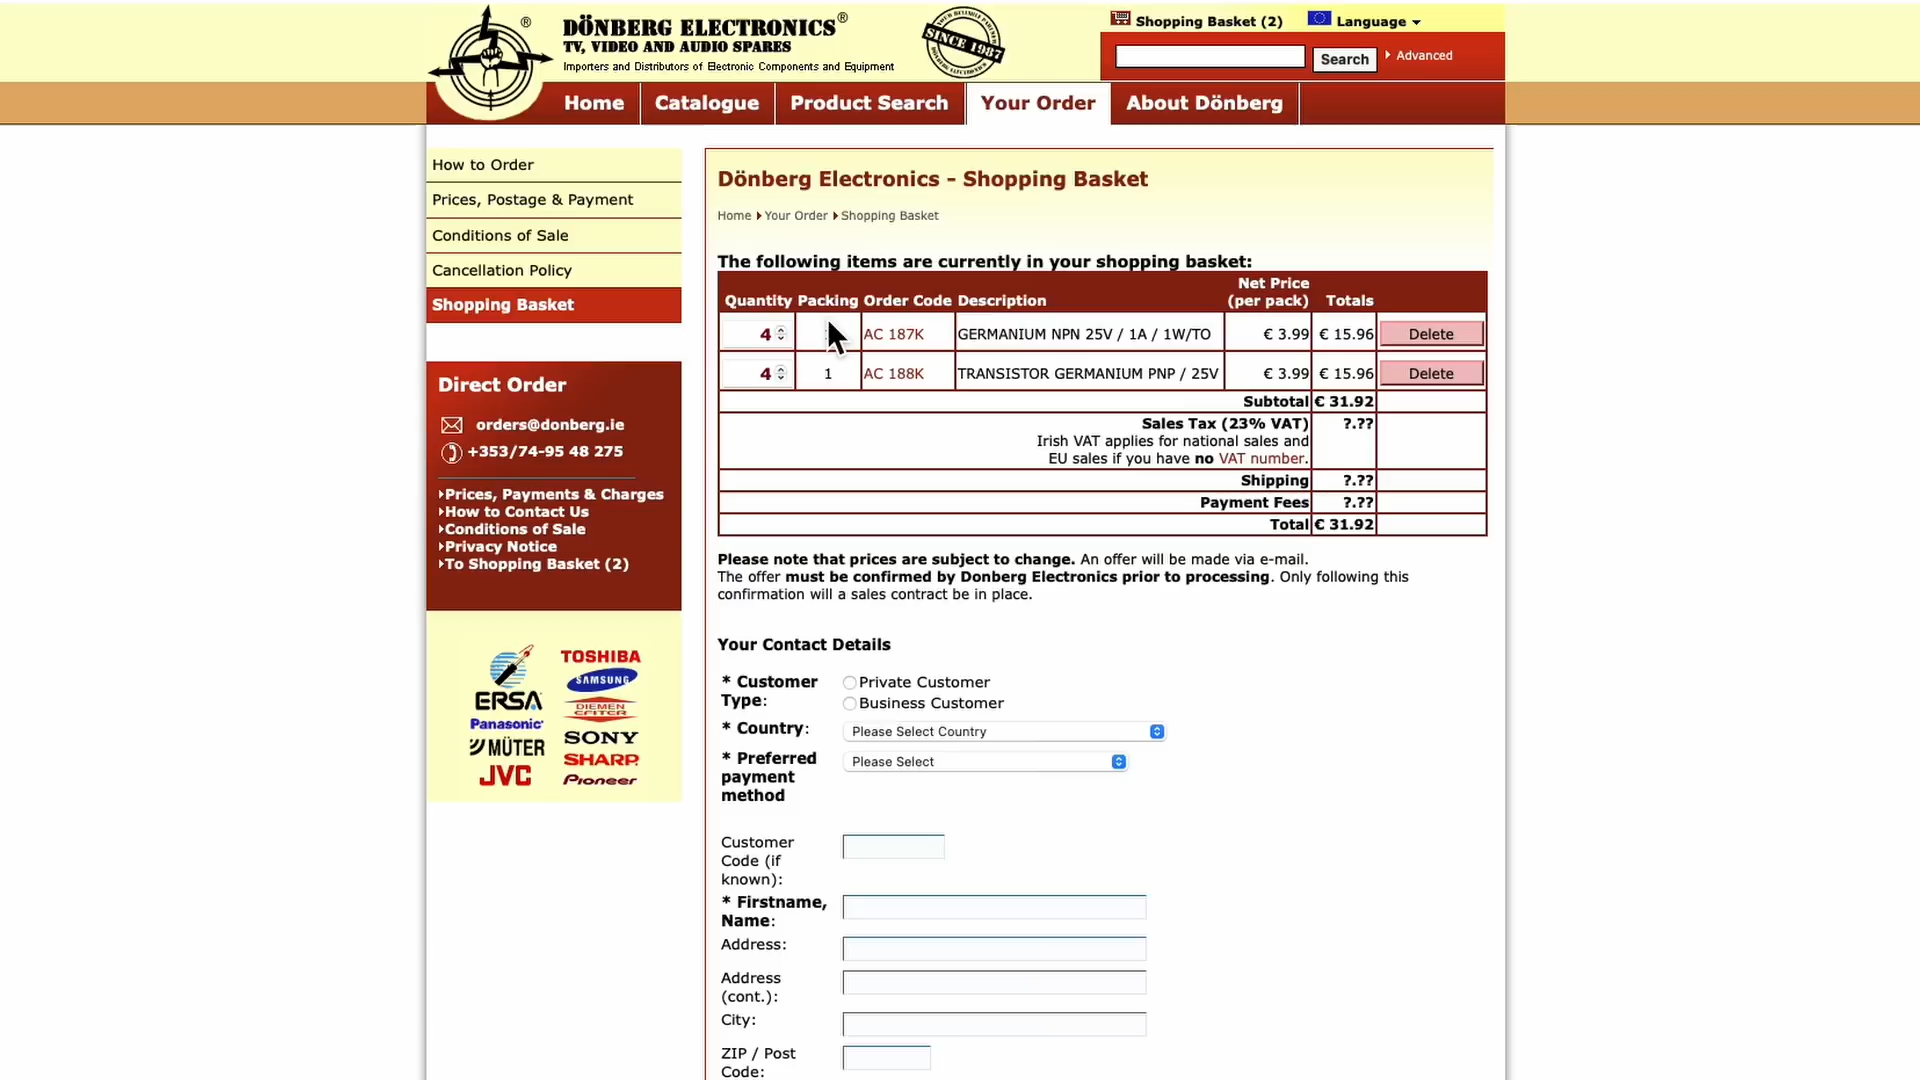 DÖNBERG ELECTRONICS®
TV, VIDEO AND AUDIO SPARES
Importers and Distributors of Electronic Components and Equipment
®
SINCE 1987
DÖNBERG ELECTRONICS
Shopping Basket (2)
Language
Search
Advanced
Home
Catalogue
Product Search
Your Order
About Dönberg
How to Order
Prices, Postage & Payment
Conditions of Sale
Cancellation Policy
Shopping Basket
Direct Order
orders@donberg.ie
+353/74-95 48 275
Prices, Payments & Charges
How to Contact Us
Conditions of Sale
Privacy Notice
To Shopping Basket (2)
ERSA
TOSHIBA
SAMSUNG
Panasonic
DIEMEN
MÜTER
SONY
SHARP
JVC
Pioneer
Dönberg Electronics - Shopping Basket
Home Your Order Shopping Basket
The following items are currently in your shopping basket:
Quantity Packing Order Code Description Net Price (per pack) Totals
4 AC 187K GERMANIUM NPN 25V / 1A / 1W/TO € 3.99 € 15.96 Delete
4 1 AC 188K TRANSISTOR GERMANIUM PNP / 25V € 3.99 € 15.96 Delete
Subtotal € 31.92
Sales Tax (23% VAT) ?.??
Irish VAT applies for national sales and
EU sales if you have no VAT number.
Shipping ?.??
Payment Fees ?.??
Total € 31.92
Please note that prices are subject to change. An offer will be made via e-mail.
The offer must be confirmed by Donberg Electronics prior to processing. Only following this
confirmation will a sales contract be in place.
Your Contact Details
* Customer Type:
Private Customer
Business Customer
* Country:
Please Select Country
* Preferred payment method
Please Select
Customer Code (if known):
* Firstname, Name:
Address:
Address (cont.):
City:
ZIP / Post Code: